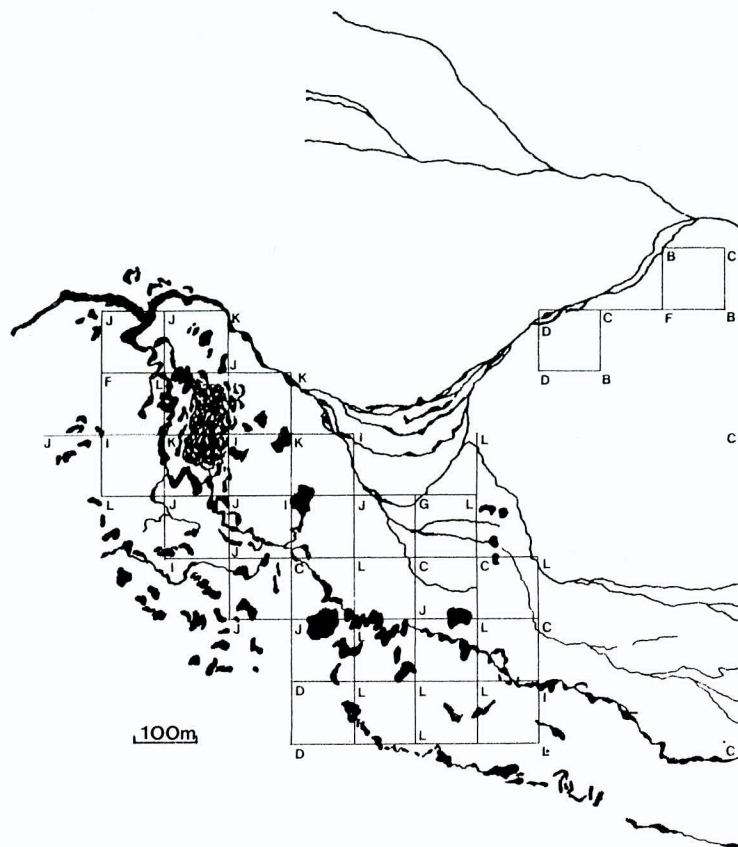 B C
J J K D C F B
J
F L K D B
J I K I K I L C
L J J I J G L
J
I C L C C L
J
J J L L C
D L L L I
100m
L
D L C